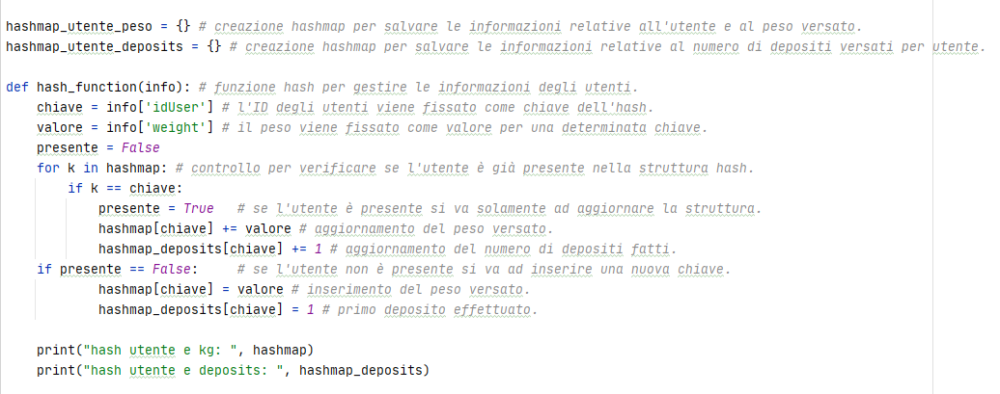 hashmap_utente_peso = {} # creazione hashmap per salvare le informazioni relative all'utente e al peso versato.
hashmap_utente_deposits = {} # creazione hashmap per salvare le informazioni relative al numero di depositi versati per utente.
def hash_function(info): # funzione hash per gestire le informazioni degli utenti.
    chiave = info['idUser'] # l'ID degli utenti viene fissato come chiave dell'hash.
    valore = info['weight'] # il peso viene fissato come valore per una determinata chiave.
    presente = False
    for k in hashmap: # controllo per verificare se l'utente è già presente nella struttura hash.
        if k == chiave:
            presente = True   # se l'utente è presente si va solamente ad aggiornare la struttura.
            hashmap[chiave] += valore # aggiornamento del peso versato.
            hashmap_deposits[chiave] += 1 # aggiornamento del numero di depositi fatti.
    if presente == False:     # se l'utente non è presente si va ad inserire una nuova chiave.
            hashmap[chiave] = valore # inserimento del peso versato.
            hashmap_deposits[chiave] = 1 # primo deposito effettuato.
    print("hash utente e kg: ", hashmap)
    print("hash utente e deposits: ", hashmap_deposits)